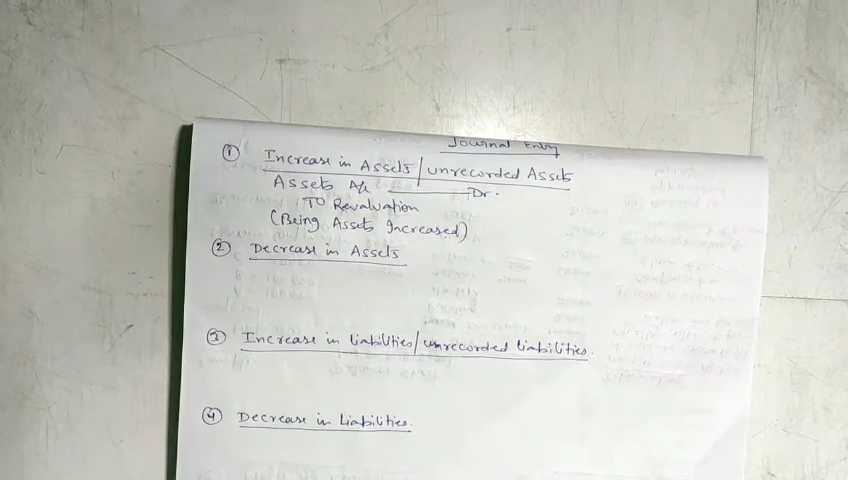 Journal Entry
① Increase in Assets/unrecorded Assets
Assets A/c ——— Dr.
To Revaluation
(Being Assets Increased)
② Decrease in Assets
③ Increase in liabilities/unrecorded liabilities.
④ Decrease in Liabilities.